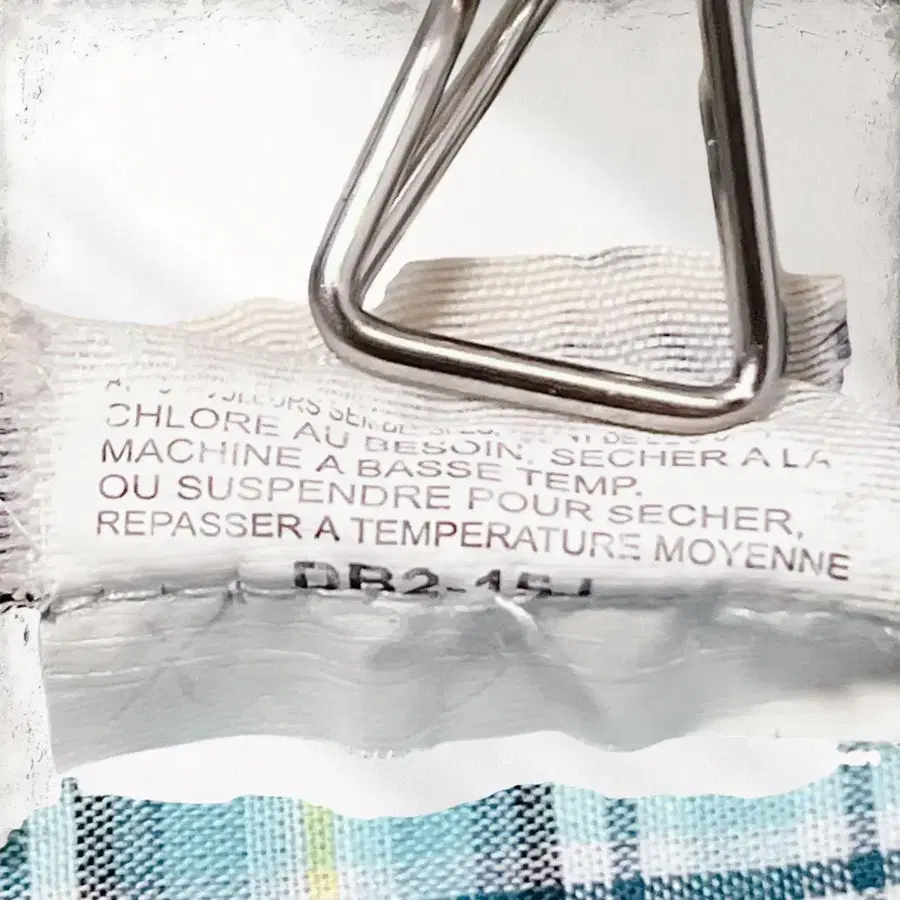 CHLORE AU BESOIN, SECHER A LA
MACHINE A BASSE TEMP.
OU SUSPENDRE POUR SECHER,
REPASSER A TEMPERATURE MOYENNE